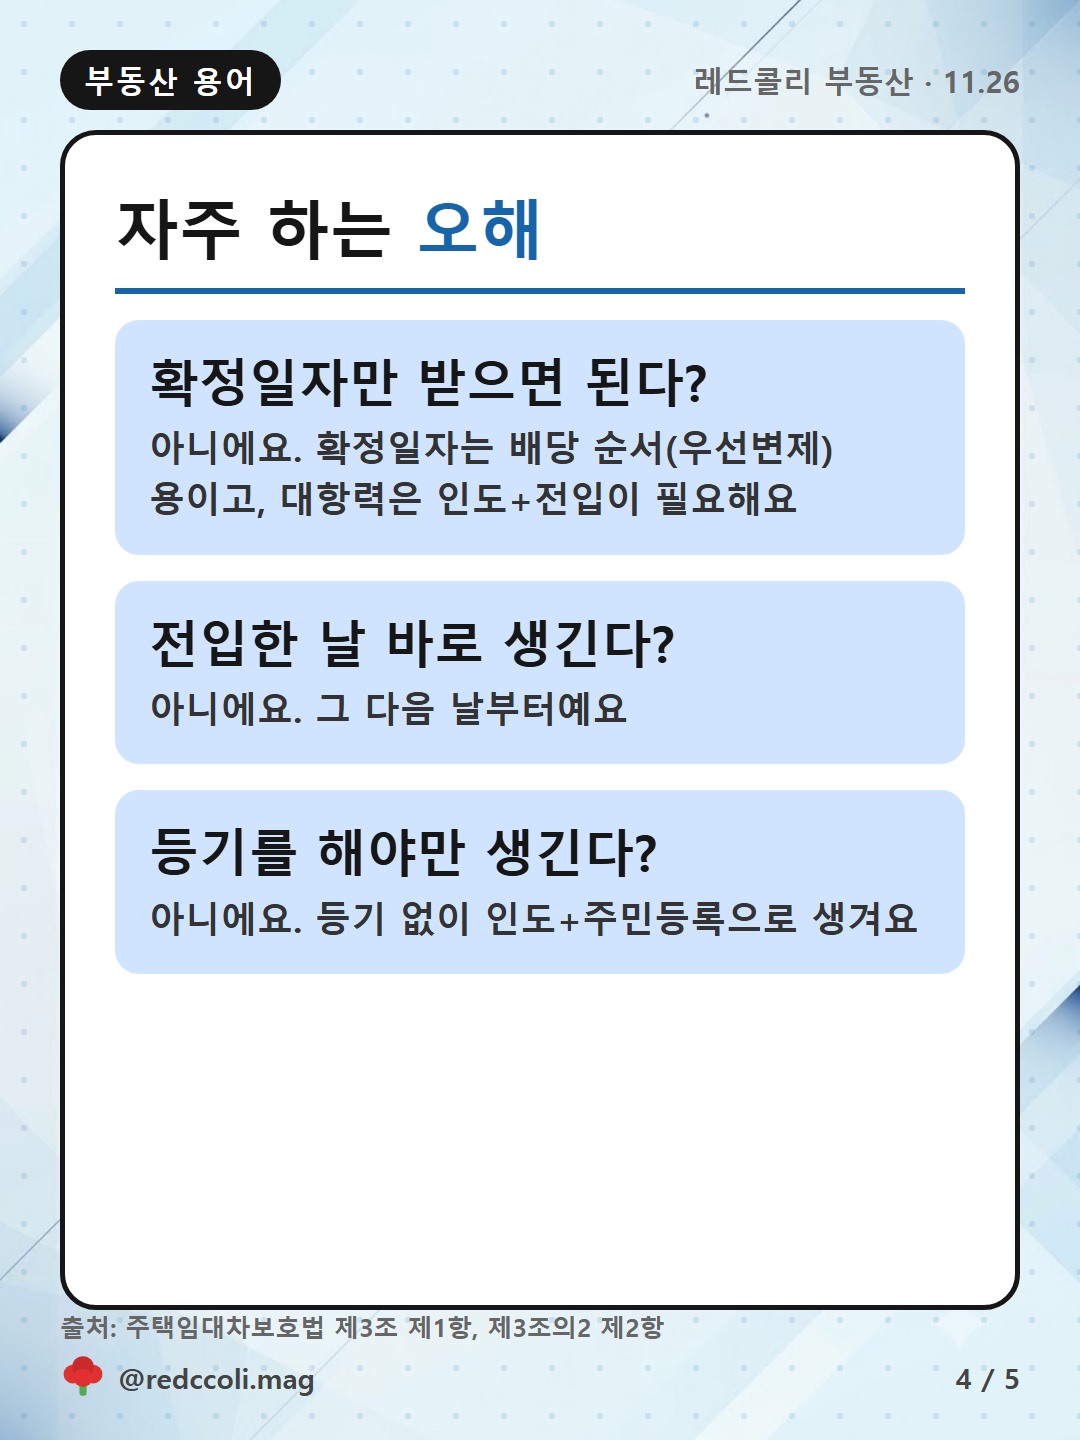 부동산 용어
레드콜리 부동산 · 11.26
자주 하는 오해
확정일자만 받으면 된다?
아니에요. 확정일자는 배당 순서(우선변제)
용이고, 대항력은 인도+전입이 필요해요
전입한 날 바로 생긴다?
아니에요. 그 다음 날부터예요
등기를 해야만 생긴다?
아니에요. 등기 없이 인도+주민등록으로 생겨요
출처: 주택임대차보호법 제3조 제1항, 제3조의2 제2항
@redccoli.mag
4 / 5